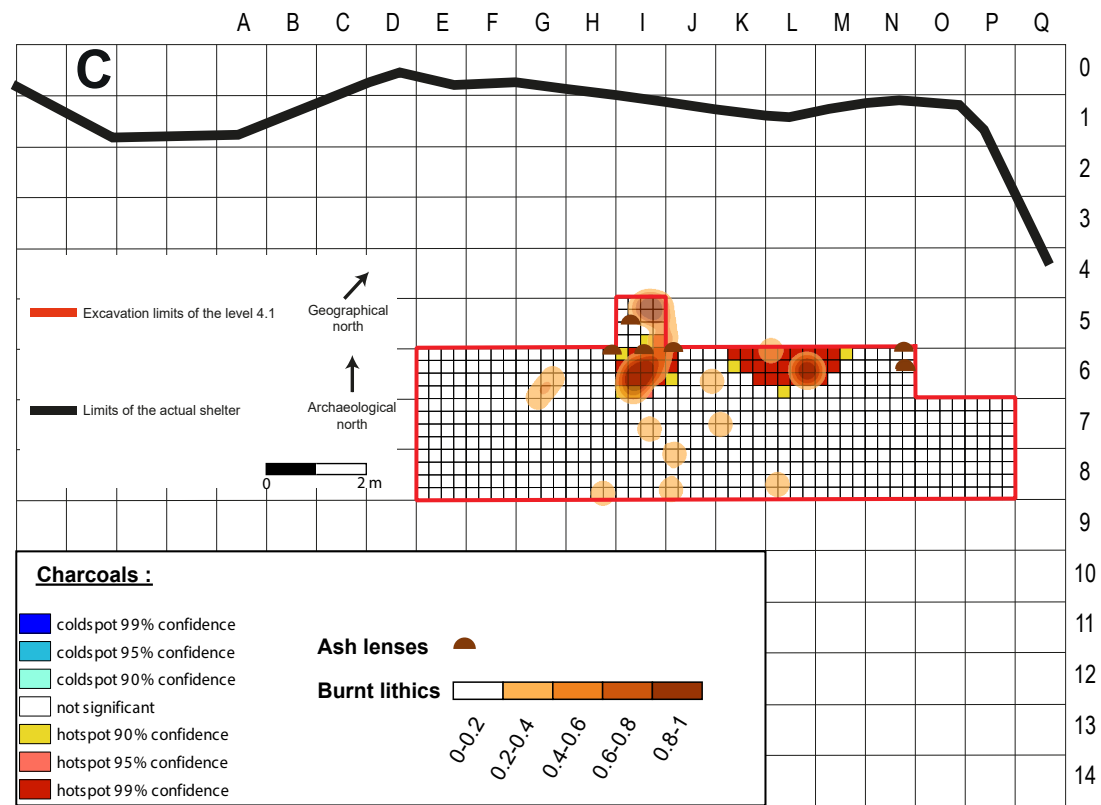 A B C D E F G H I J K L M N O P Q
C
0
1
2
3
4
5
6
7
8
9
10
11
12
13
14
Excavation limits of the level 4.1
Geographical
north
Limits of the actual shelter
Archaeological
north
0 2 m
Charcoals :
coldspot 99% confidence
coldspot 95% confidence
coldspot 90% confidence
not significant
hotspot 90% confidence
hotspot 95% confidence
hotspot 99% confidence
Ash lenses
Burnt lithics
0-0.2
0.2-0.4
0.4-0.6
0.6-0.8
0.8-1